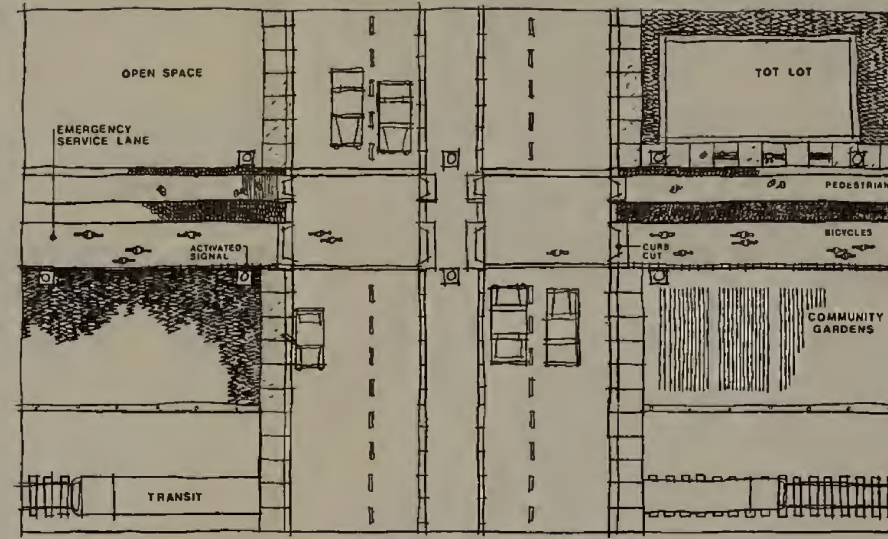 OPEN SPACE
TOT LOT
EMERGENCY
SERVICE LANE
PEDESTRIAN
BICYCLES
ACTIVATED
SIGNAL
CURB
CUT
COMMUNITY
GARDENS
TRANSIT